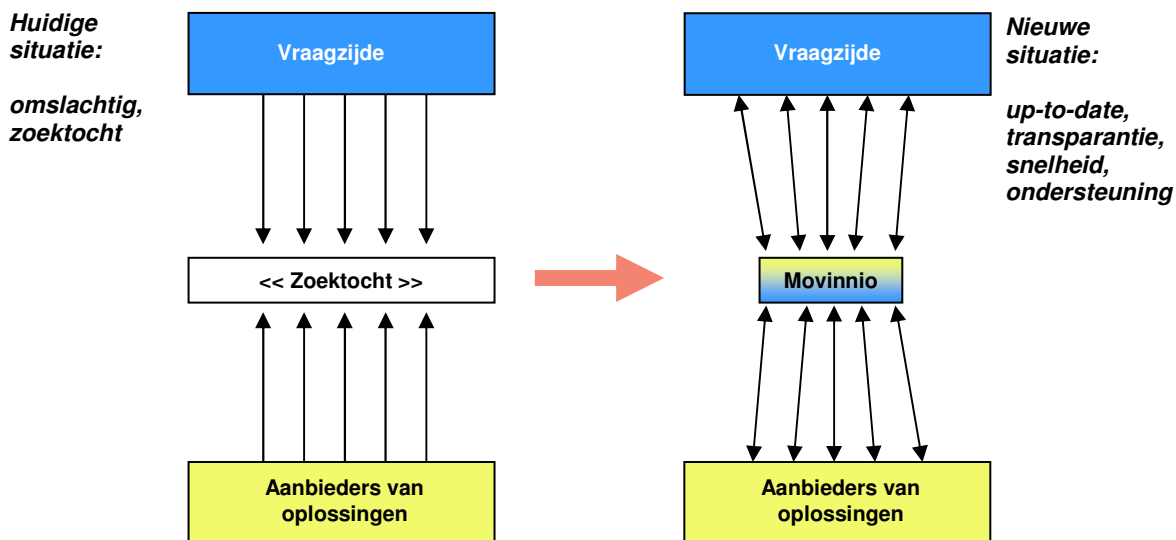 Huidige
situatie:
omslachtig,
zoektocht
Vraagzijde
<< Zoektocht >>
Aanbieders van
oplossingen
Vraagzijde
Movinnio
Aanbieders van
oplossingen
Nieuwe
situatie:
up-to-date,
transparantie,
snelheid,
ondersteuning